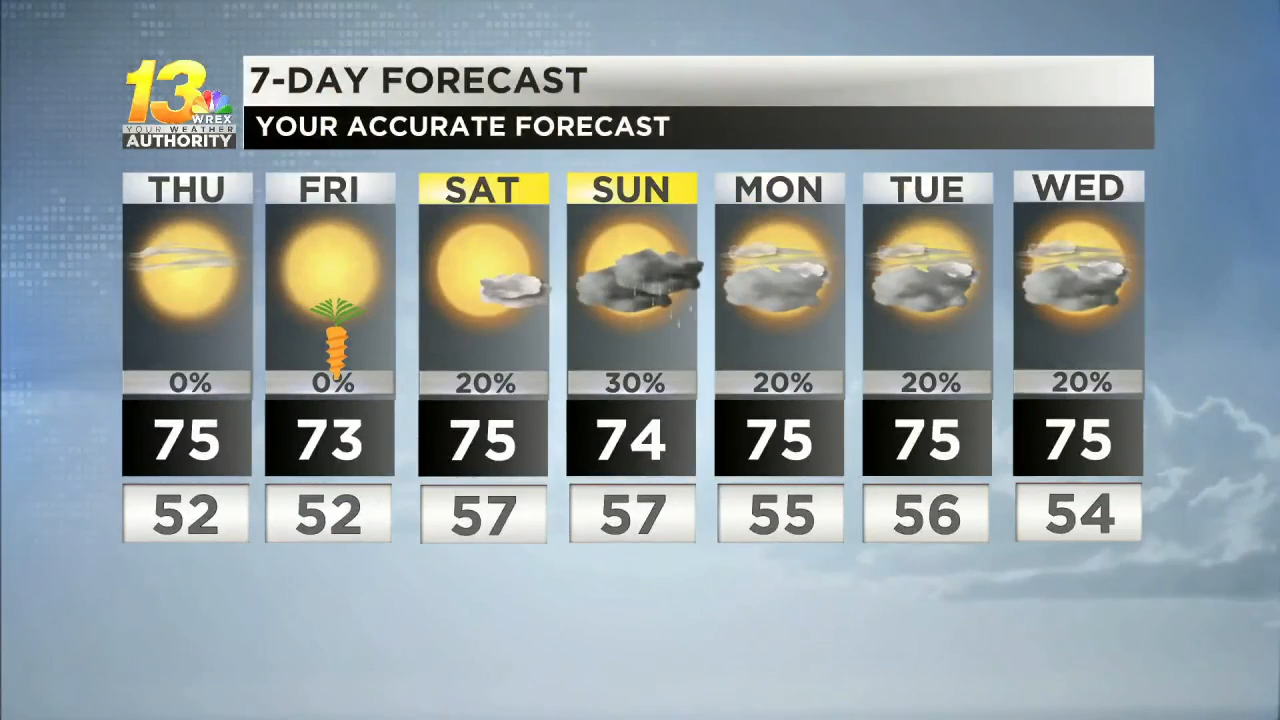 13
WREX
YOUR WEATHER
AUTHORITY
7-DAY FORECAST
YOUR ACCURATE FORECAST
THU FRI SAT SUN MON TUE WED
0% 0% 20% 30% 20% 20% 20%
75 73 75 74 75 75 75
52 52 57 57 55 56 54